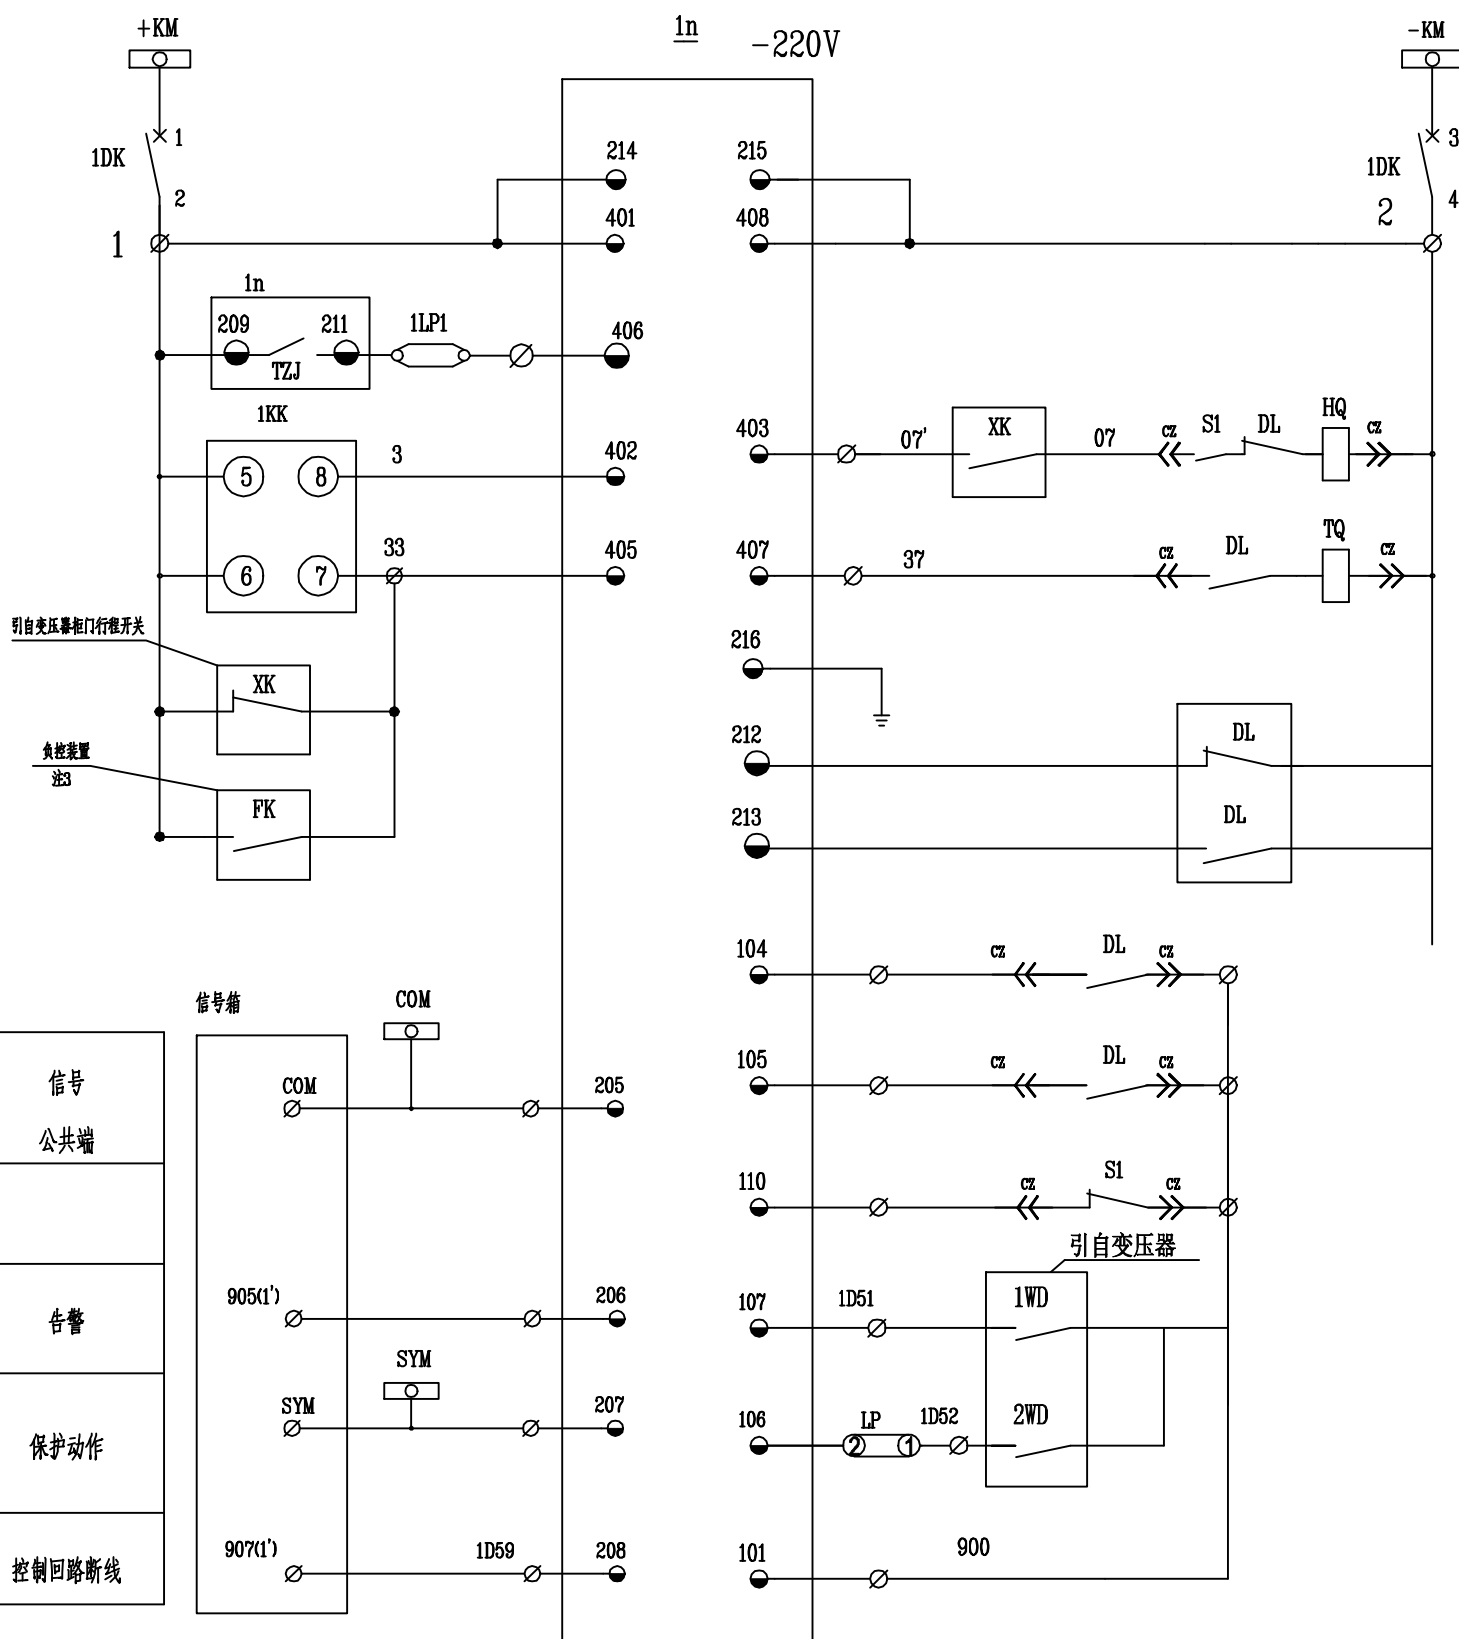 +KM
1n
-220V
-KM
1
1DK
2
214
215
3
1DK
4
1
401
408
2
1n
209
211
TZJ
1LP1
406
1KK
5
8
3
402
403
07'
XK
07
CZ
S1
DL
HQ
CZ
6
7
33
405
407
37
CZ
DL
TQ
CZ
引自变压器柜门行程开关
XK
216
负控装置
注3
FK
212
DL
213
DL
104
CZ
DL
CZ
信号箱
COM
信号
公共端
COM
205
105
CZ
DL
CZ
110
CZ
S1
CZ
引自变压器
告警
905(1')
206
107
1D51
1WD
SYM
保护动作
SYM
207
106
LP
2
1
1D52
2WD
控制回路断线
907(1')
1D59
208
101
900